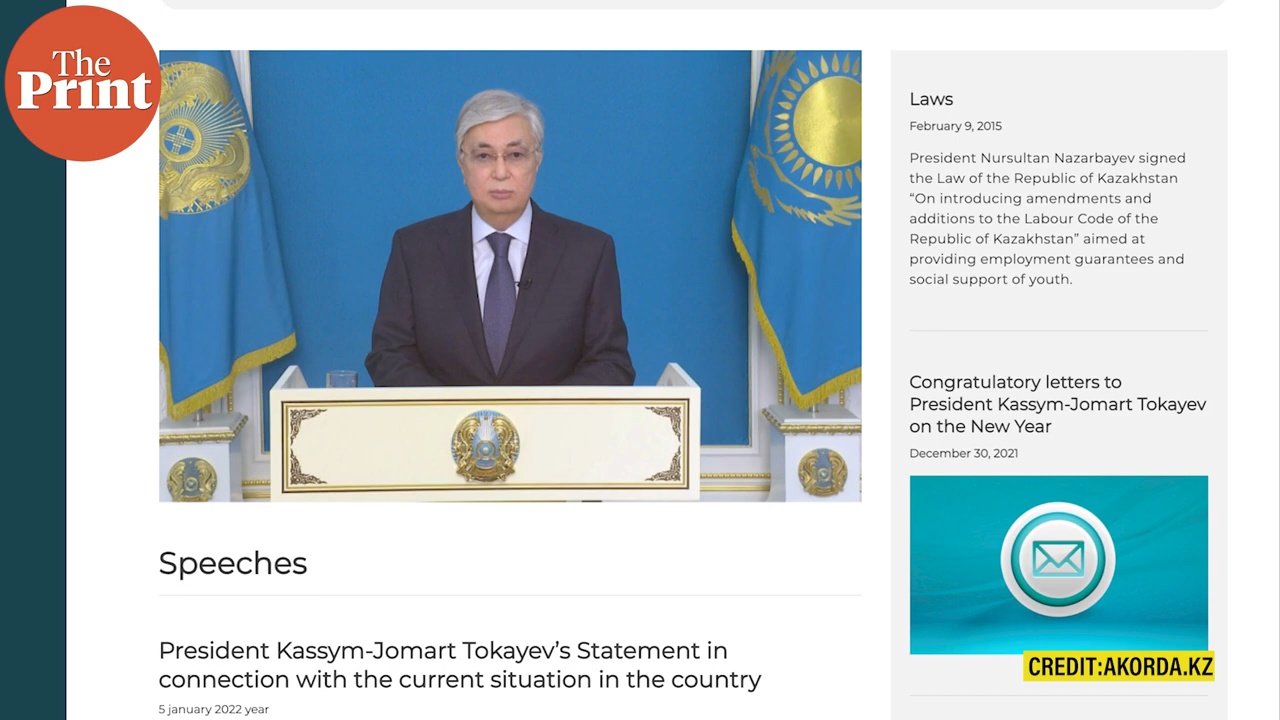 The
Print
Laws
February 9, 2015
President Nursultan Nazarbayev signed
the Law of the Republic of Kazakhstan
“On introducing amendments and
additions to the Labour Code of the
Republic of Kazakhstan” aimed at
providing employment guarantees and
social support of youth.
Congratulatory letters to
President Kassym-Jomart Tokayev
on the New Year
December 30, 2021
CREDIT:AKORDA.KZ
Speeches
President Kassym-Jomart Tokayev’s Statement in
connection with the current situation in the country
5 january 2022 year